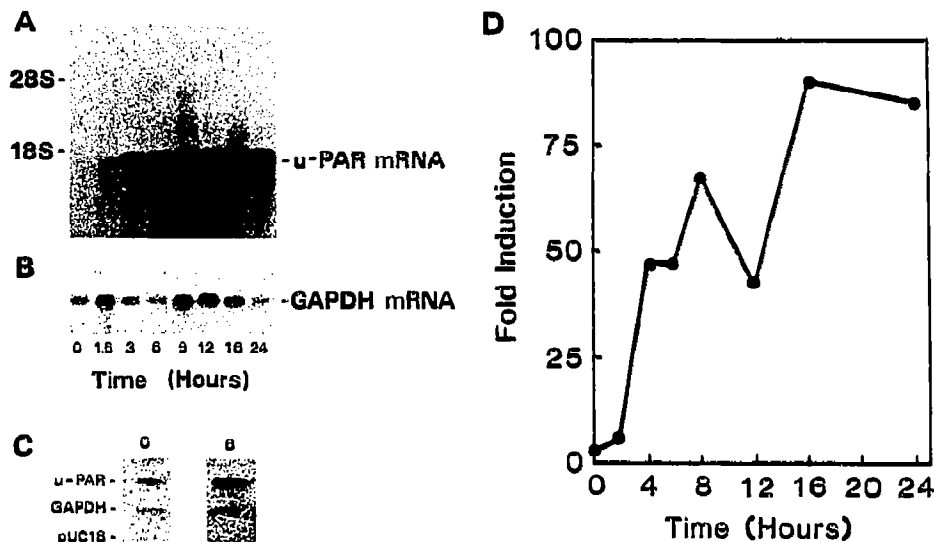 A
28S-
18S-
-u-PAR mRNA
B
-GAPDH mRNA
0 1.5 3 6 9 12 16 24
Time (Hours)
C
0 6
u-PAR -
GAPDH -
pUC18 -
D
100
75
50
25
0
Fold Induction
0 4 8 12 16 20 24
Time (Hours)